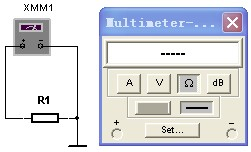 XMM1
R1
Multimeter-...
-----
A V Ω dB
+ -
Set...